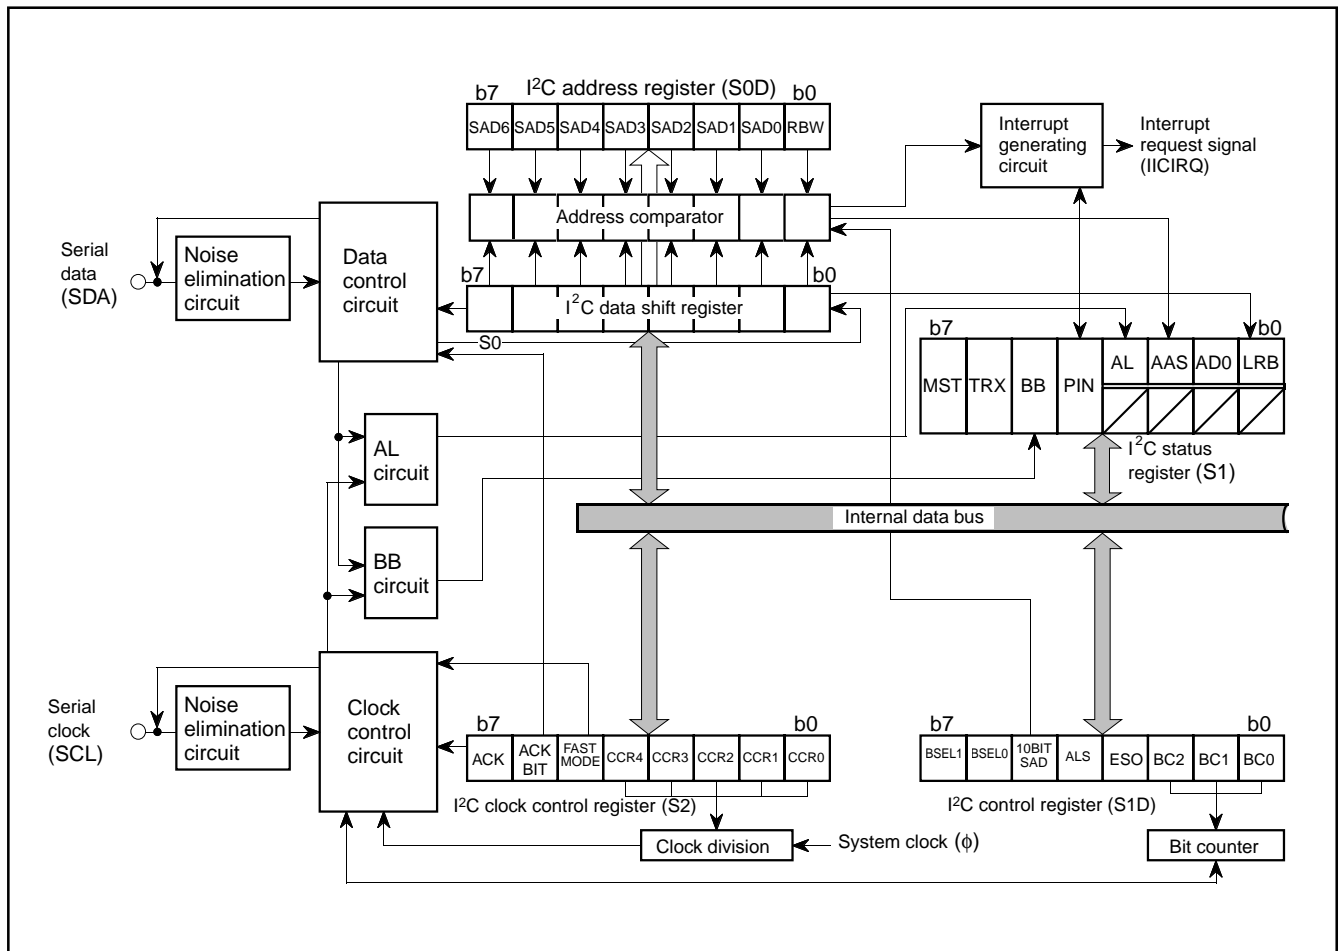 b7 I²C address register (S0D) b0
SAD6 SAD5 SAD4 SAD3 SAD2 SAD1 SAD0 RBW
Interrupt
generating
circuit
Interrupt
request signal
(IICIRQ)
Address comparator
Serial
data
(SDA)
Noise
elimination
circuit
Data
control
circuit
b7 b0
I²C data shift register
S0
b7 b0
MST TRX BB PIN AL AAS AD0 LRB
I²C status
register (S1)
AL
circuit
Internal data bus
BB
circuit
Serial
clock
(SCL)
Noise
elimination
circuit
Clock
control
circuit
b7 b0
ACK ACK BIT FAST MODE CCR4 CCR3 CCR2 CCR1 CCR0
I²C clock control register (S2)
b7 b0
BSEL1 BSEL0 10BIT SAD ALS ESO BC2 BC1 BC0
I²C control register (S1D)
Clock division
System clock (ϕ)
Bit counter